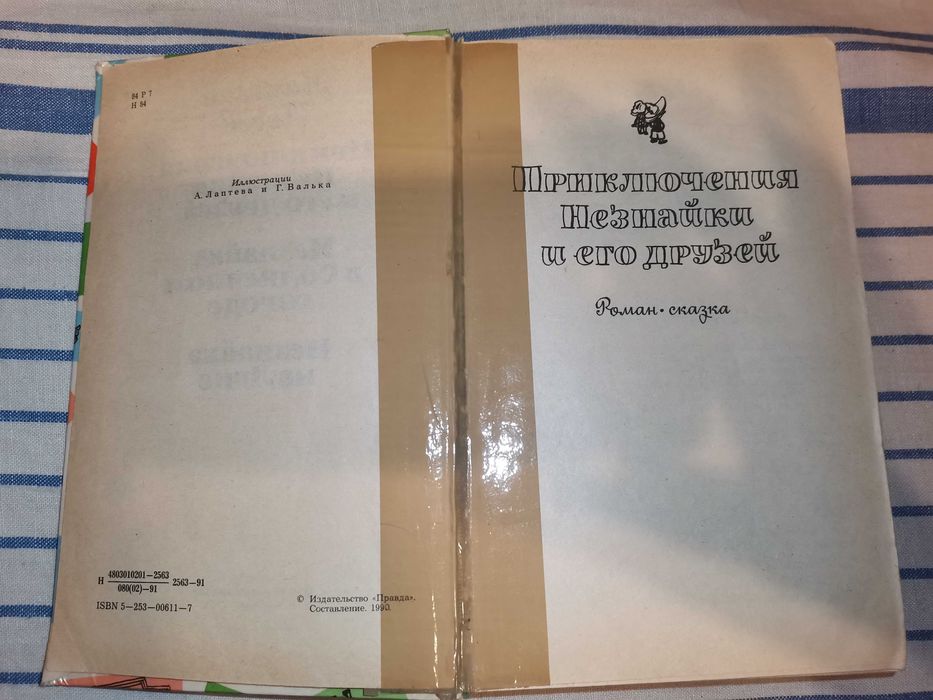 84 Р 7
Н 84
Иллюстрации
А. Лаптева и Г. Валька
Н 4803010201—2563
080(02)—91 2563—91
ISBN 5—253—00611—7
© Издательство «Правда».
Составление. 1990.
Приключения
Незнайки
и его друзей
Роман-сказка